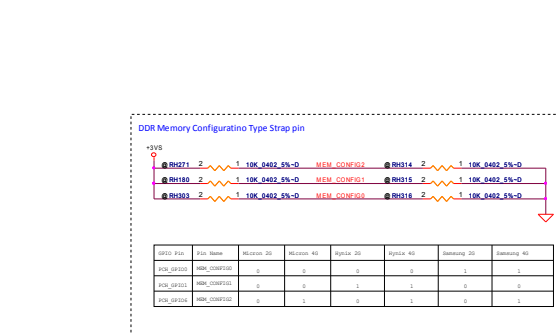 DDR Memory Configuratino Type Strap pin
+3VS
@ RH271 2 1 10K_0402_5%~D MEM_CONFIG2 @ RH314 2 1 10K_0402_5%~D
@ RH180 2 1 10K_0402_5%~D MEM_CONFIG1 @ RH315 2 1 10K_0402_5%~D
@ RH303 2 1 10K_0402_5%~D MEM_CONFIG0 @ RH316 2 1 10K_0402_5%~D
GPIO Pin Pin Name Micron 2G Micron 4G Hynix 2G Hynix 4G Samsung 2G Samsung 4G
PCH_GPIO0 MEM_CONFIG0 0 0 0 0 1 1
PCH_GPIO1 MEM_CONFIG1 0 0 1 1 0 0
PCH_GPIO6 MEM_CONFIG2 0 1 0 1 0 1